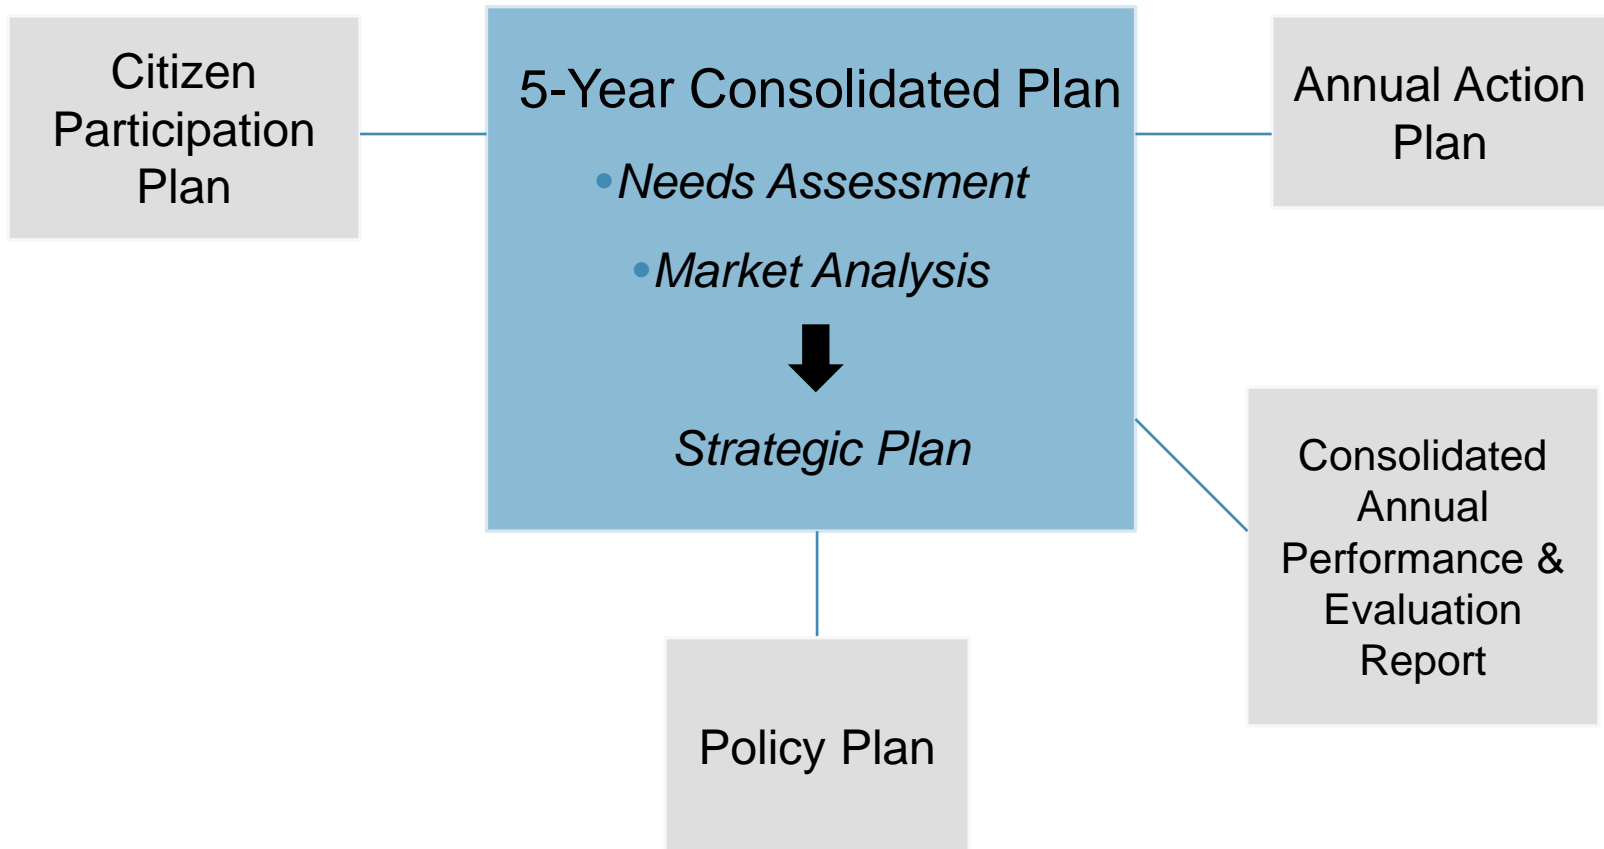 Citizen
Participation
Plan
5-Year Consolidated Plan
•Needs Assessment
•Market Analysis
Strategic Plan
Annual Action
Plan
Consolidated
Annual
Performance &
Evaluation
Report
Policy Plan